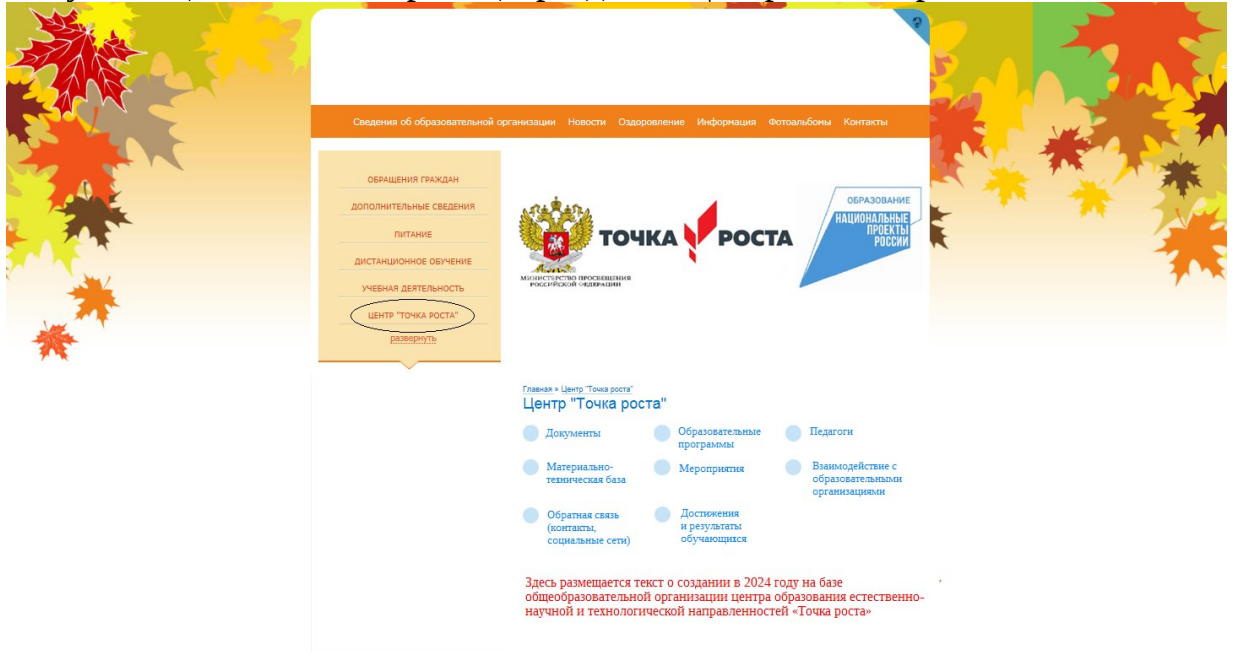 Сведения об образовательной организации Новости Оздоровление Информация Фотоальбомы Контакты
ОБРАЩЕНИЯ ГРАЖДАН
ДОПОЛНИТЕЛЬНЫЕ СВЕДЕНИЯ
ПИТАНИЕ
ДИСТАНЦИОННОЕ ОБУЧЕНИЕ
УЧЕБНАЯ ДЕЯТЕЛЬНОСТЬ
ЦЕНТР "ТОЧКА РОСТА"
развернуть
МИНИСТЕРСТВО ПРОСВЕЩЕНИЯ
РОССИЙСКОЙ ФЕДЕРАЦИИ
ТОЧКА РОСТА
ОБРАЗОВАНИЕ
НАЦИОНАЛЬНЫЕ
ПРОЕКТЫ
РОССИИ
Главная » Центр "Точка роста"
Центр "Точка роста"
Документы
Образовательные
программы
Педагоги
Материально-
техническая база
Мероприятия
Взаимодействие с
образовательными
организациями
Обратная связь
(контакты,
социальные сети)
Достижения
и результаты
обучающихся
Здесь размещается текст о создании в 2024 году на базе
общеобразовательной организации центра образования естественно-
научной и технологической направленностей «Точка роста»